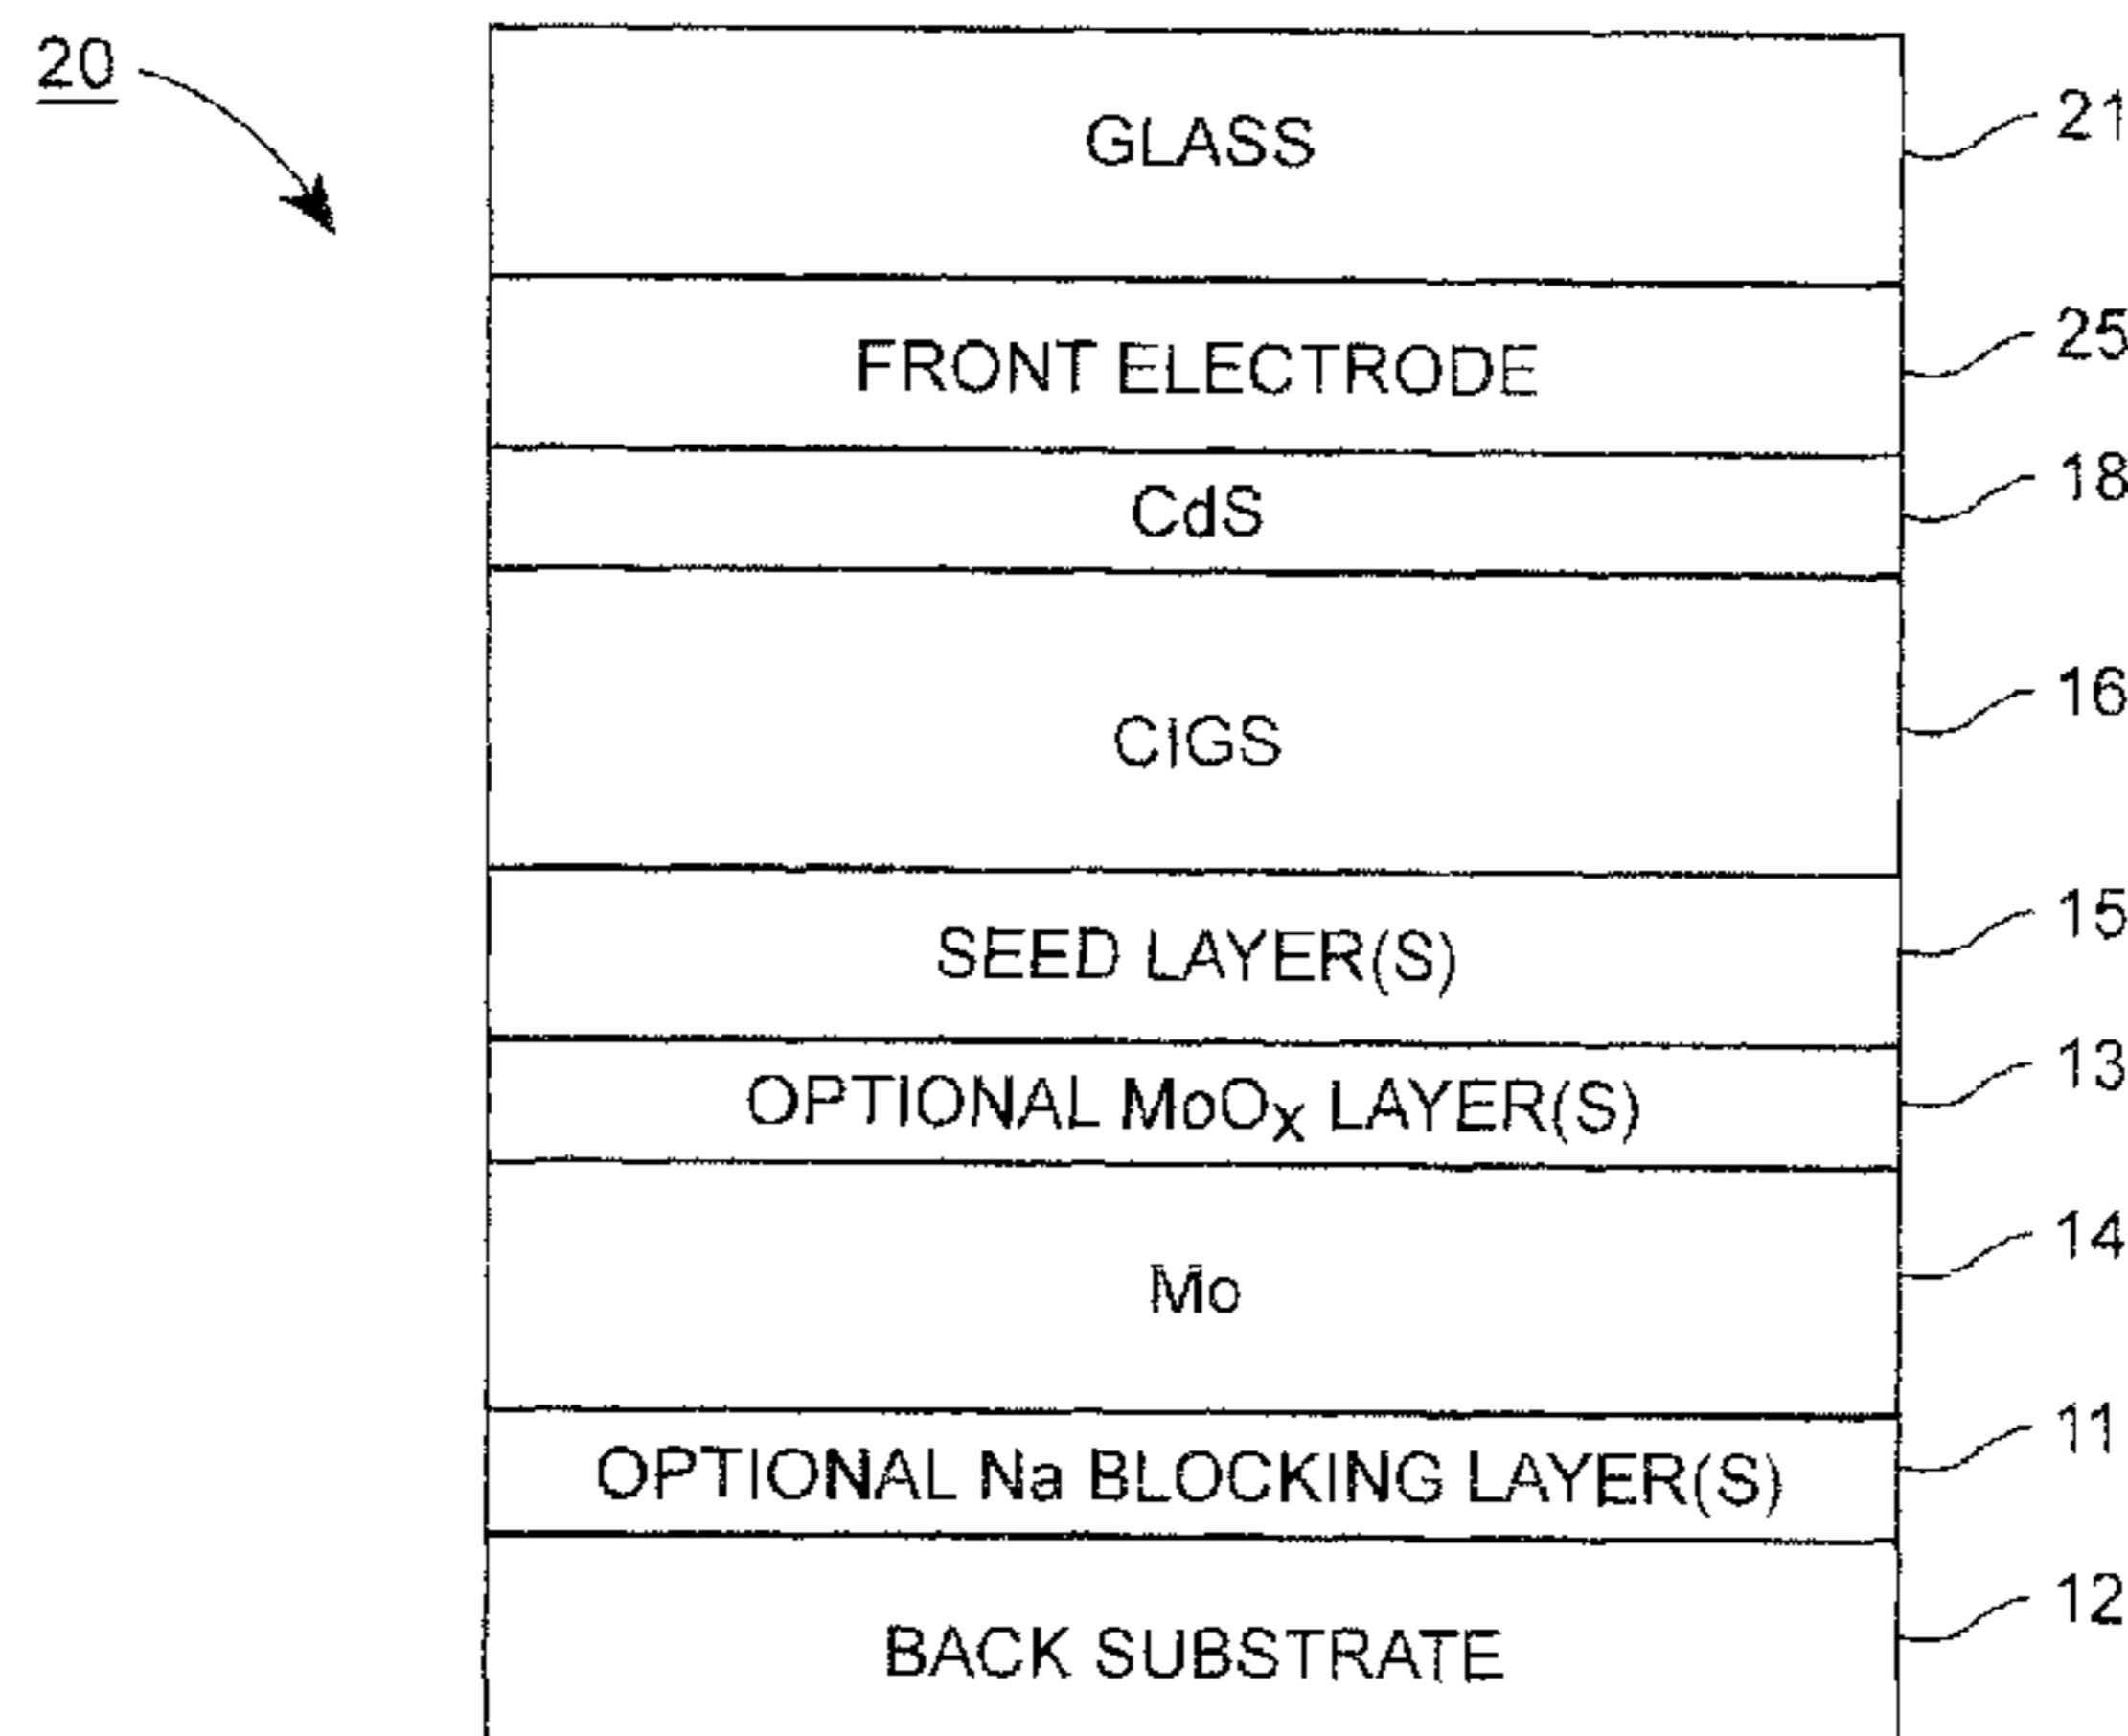 20
GLASS 21
FRONT ELECTRODE 25
CdS 18
CIGS 16
SEED LAYER(S) 15
OPTIONAL MoOx LAYER(S) 13
Mo 14
OPTIONAL Na BLOCKING LAYER(S) 11
BACK SUBSTRATE 12